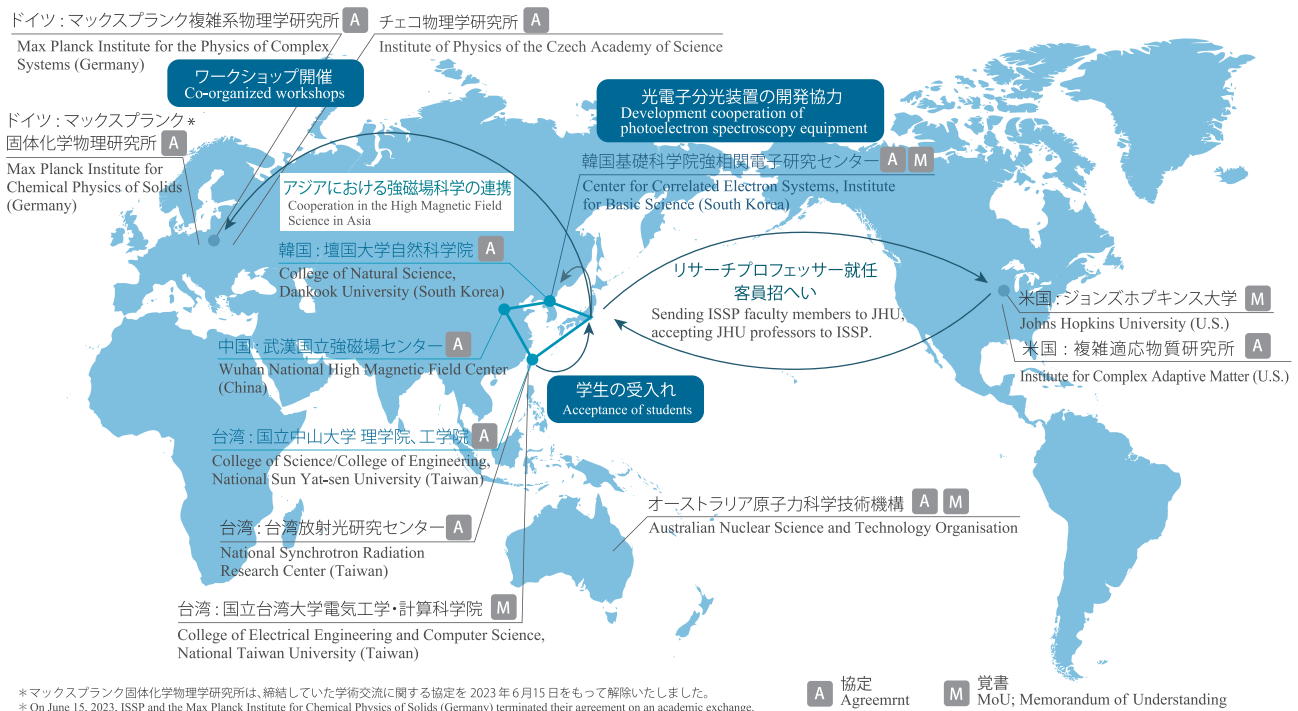 ドイツ : マックスプランク複雑系物理学研究所 A
Max Planck Institute for the Physics of Complex
Systems (Germany)
チェコ物理学研究所 A
Institute of Physics of the Czech Academy of Science
ワークショップ開催
Co-organized workshops
ドイツ : マックスプランク*
固体化学物理研究所 A
Max Planck Institute for
Chemical Physics of Solids
(Germany)
光電子分光装置の開発協力
Development cooperation of
photoelectron spectroscopy equipment
韓国基礎科学院強相関電子研究センター A M
Center for Correlated Electron Systems, Institute
for Basic Science (South Korea)
アジアにおける強磁場科学の連携
Cooperation in the High Magnetic Field
Science in Asia
韓国 : 壇国大学自然科学院 A
College of Natural Science,
Dankook University (South Korea)
リサーチプロフェッサー就任
客員招へい
Sending ISSP faculty members to JHU,
accepting JHU professors to ISSP.
米国 : ジョンズホプキンス大学 M
Johns Hopkins University (U.S.)
米国 : 複雑適応物質研究所 A
Institute for Complex Adaptive Matter (U.S.)
中国 : 武漢国立強磁場センター A
Wuhan National High Magnetic Field Center
(China)
学生の受入れ
Acceptance of students
台湾 : 国立中山大学 理学院、工学院 A
College of Science/College of Engineering,
National Sun Yat-sen University (Taiwan)
オーストラリア原子力科学技術機構 A M
Australian Nuclear Science and Technology Organisation
台湾 : 台湾放射光研究センター A
National Synchrotron Radiation
Research Center (Taiwan)
台湾 : 国立台湾大学電気工学・計算科学院 M
College of Electrical Engineering and Computer Science,
National Taiwan University (Taiwan)
*マックスプランク固体化学物理学研究所は、締結していた学術交流に関する協定を 2023 年 6月15 日をもって解除いたしました。
* On June 15, 2023, ISSP and the Max Planck Institute for Chemical Physics of Solids (Germany) terminated their agreement on an academic exchange.
A 協定
Agreemrnt
M 覚書
MoU; Memorandum of Understanding